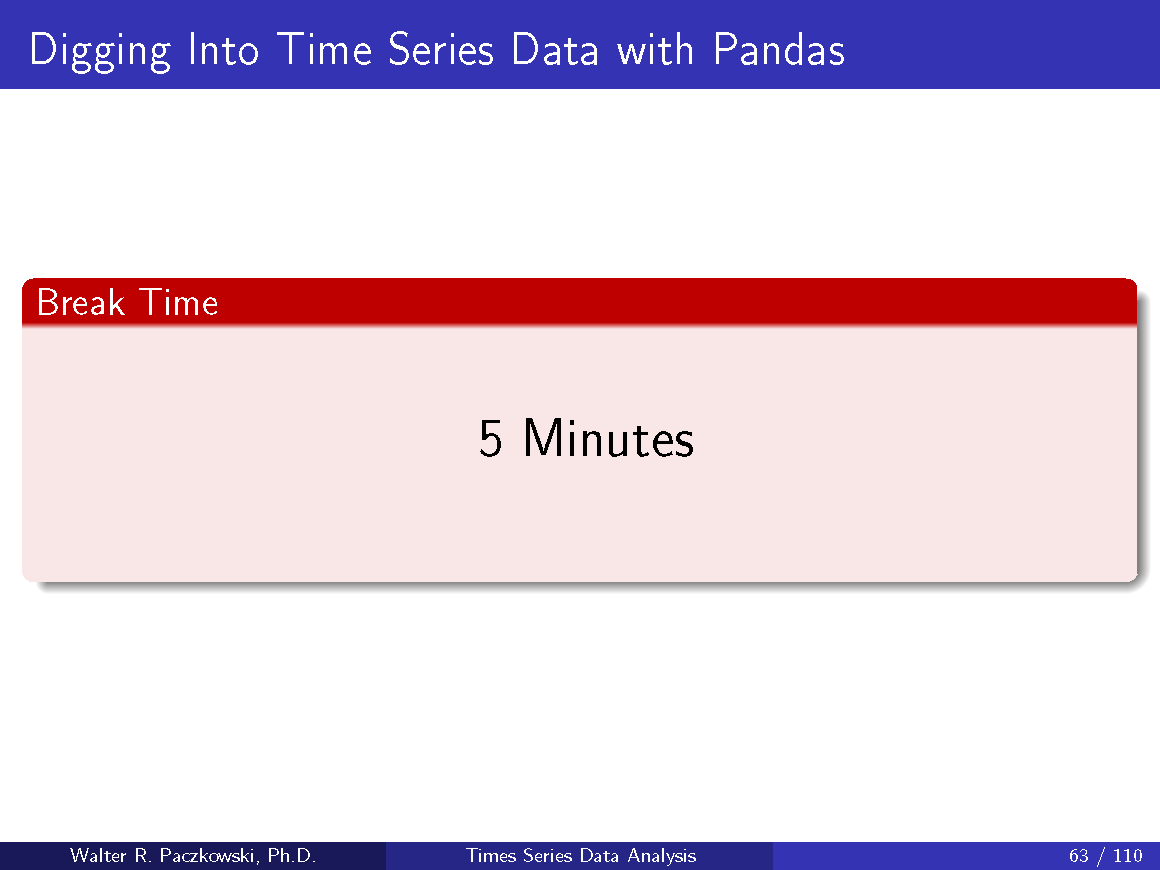 Digging Into Time Series Data with Pandas
Break Time
5 Minutes
Walter R. Paczkowski, Ph.D.
Times Series Data Analysis
63 / 110